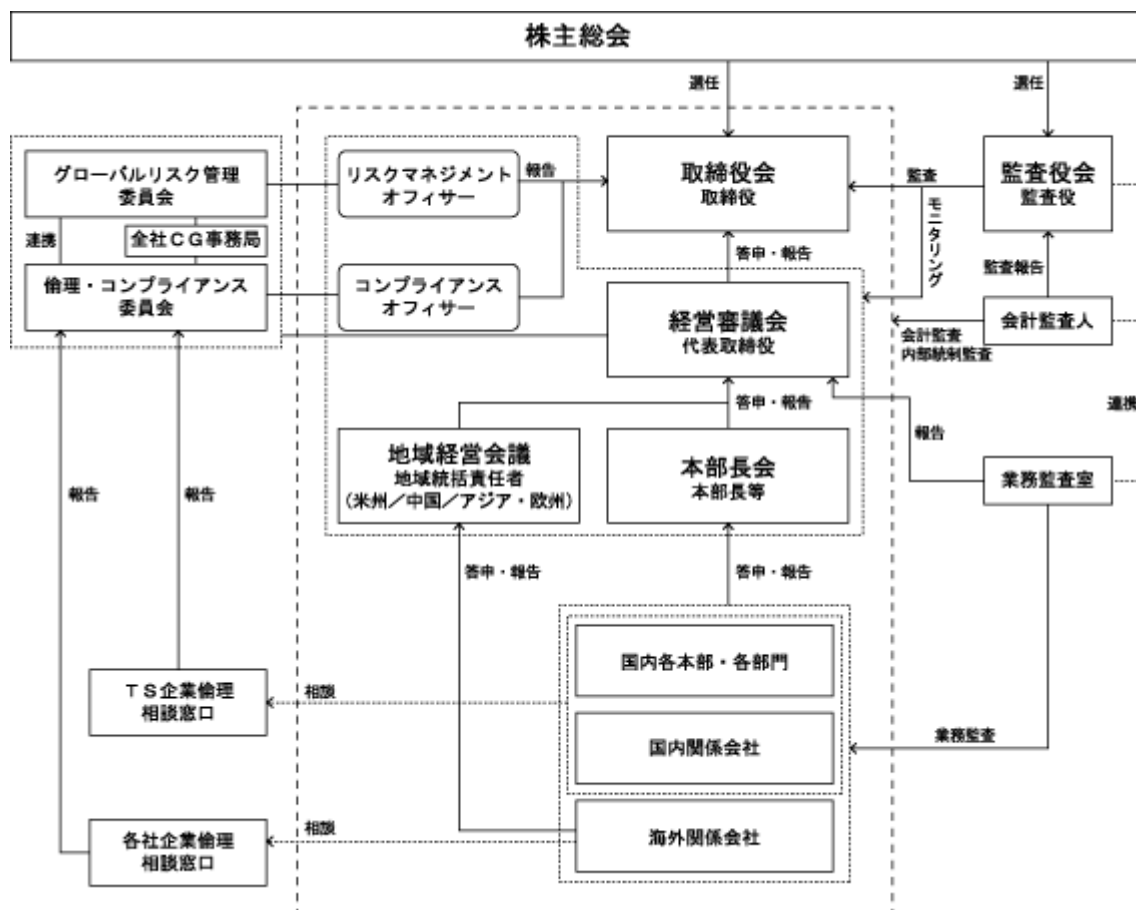 株主総会
選任
選任
グローバルリスク管理
委員会
リスクマネジメント
オフィサー
報告
取締役会
取締役
監査
監査役会
監査役
モニタリング
連携
全社CG事務局
答申・報告
監査報告
倫理・コンプライアンス
委員会
コンプライアンス
オフィサー
経営審議会
代表取締役
会計監査人
会計監査
内部統制監査
答申・報告
連携
報告
地域経営会議
地域統括責任者
(米州／中国／アジア・欧州)
本部長会
本部長等
業務監査室
報告
報告
答申・報告
答申・報告
国内各本部・各部門
TS企業倫理
相談窓口
相談
国内関係会社
業務監査
各社企業倫理
相談窓口
相談
海外関係会社